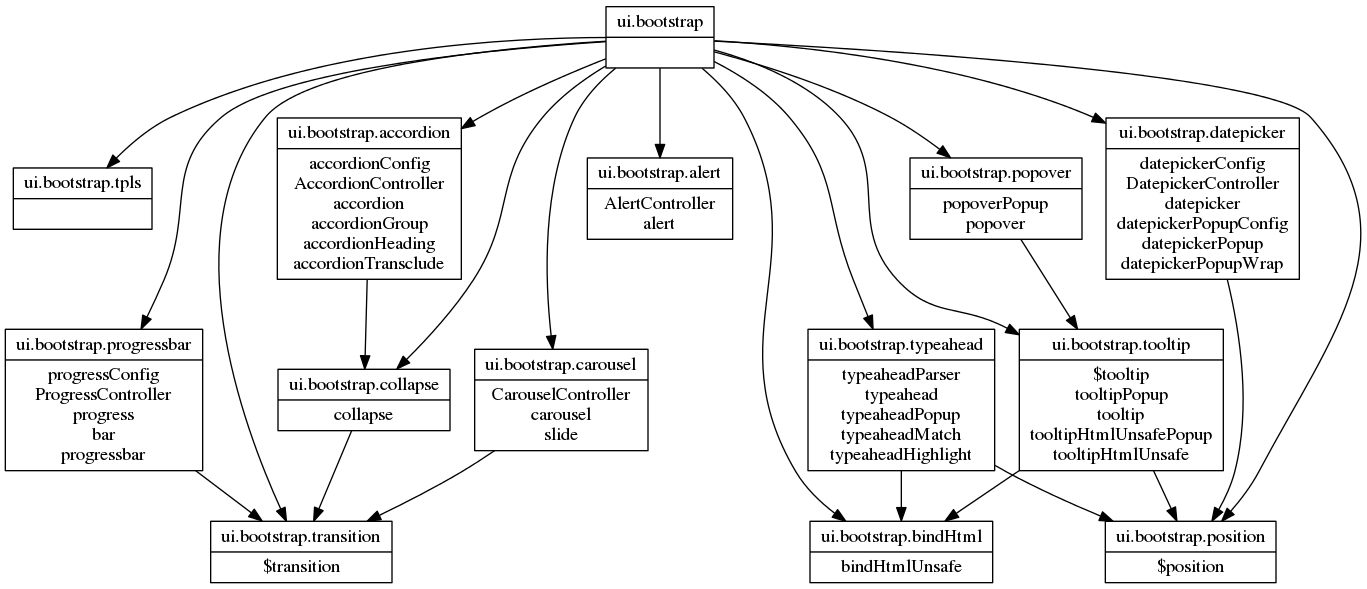 ui.bootstrap
ui.bootstrap.accordion
accordionConfig
AccordionController
accordion
accordionGroup
accordionHeading
accordionTransclude
ui.bootstrap.datepicker
datepickerConfig
DatepickerController
datepicker
datepickerPopupConfig
datepickerPopup
datepickerPopupWrap
ui.bootstrap.tpls
ui.bootstrap.alert
AlertController
alert
ui.bootstrap.popover
popoverPopup
popover
ui.bootstrap.progressbar
progressConfig
ProgressController
progress
bar
progressbar
ui.bootstrap.collapse
collapse
ui.bootstrap.carousel
CarouselController
carousel
slide
ui.bootstrap.typeahead
typeaheadParser
typeahead
typeaheadPopup
typeaheadMatch
typeaheadHighlight
ui.bootstrap.tooltip
$tooltip
tooltipPopup
tooltip
tooltipHtmlUnsafePopup
tooltipHtmlUnsafe
ui.bootstrap.transition
$transition
ui.bootstrap.bindHtml
bindHtmlUnsafe
ui.bootstrap.position
$position